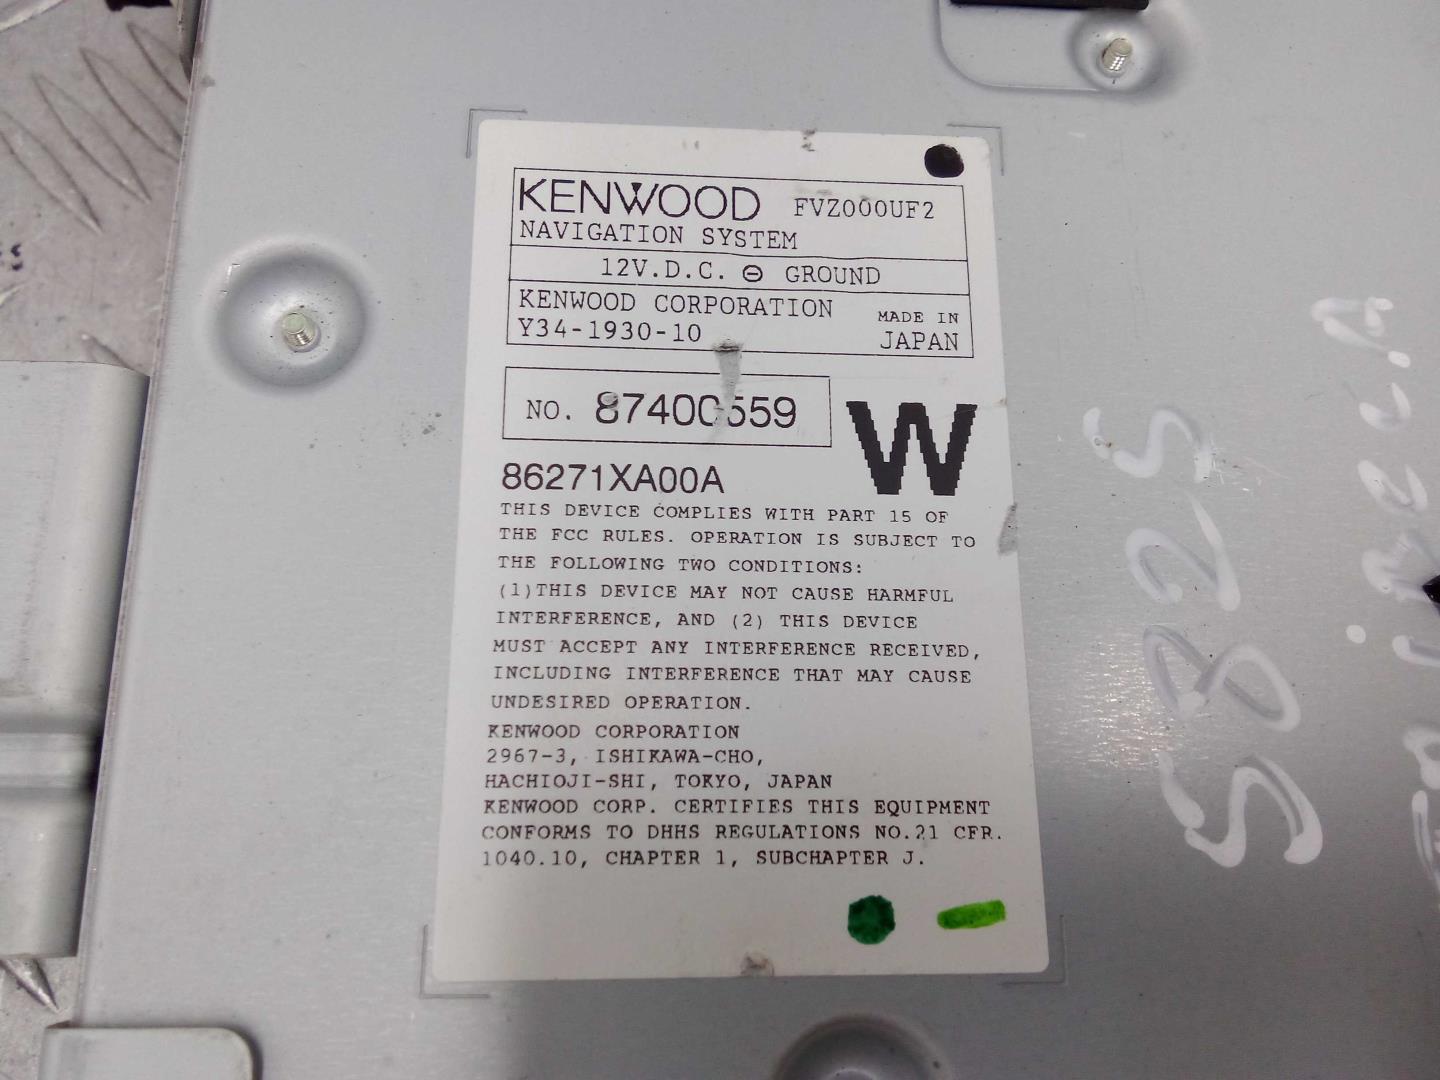 KENWOOD FVZ000UF2
NAVIGATION SYSTEM
12V.D.C. ⊖ GROUND
KENWOOD CORPORATION
Y34-1930-10
MADE IN
JAPAN
NO. 87400559
W
86271XA00A
THIS DEVICE COMPLIES WITH PART 15 OF
THE FCC RULES. OPERATION IS SUBJECT TO
THE FOLLOWING TWO CONDITIONS:
(1)THIS DEVICE MAY NOT CAUSE HARMFUL
INTERFERENCE, AND (2) THIS DEVICE
MUST ACCEPT ANY INTERFERENCE RECEIVED,
INCLUDING INTERFERENCE THAT MAY CAUSE
UNDESIRED OPERATION.
KENWOOD CORPORATION
2967-3, ISHIKAWA-CHO,
HACHIOJI-SHI, TOKYO, JAPAN
KENWOOD CORP. CERTIFIES THIS EQUIPMENT
CONFORMS TO DHHS REGULATIONS NO.21 CFR.
1040.10, CHAPTER 1, SUBCHAPTER J.